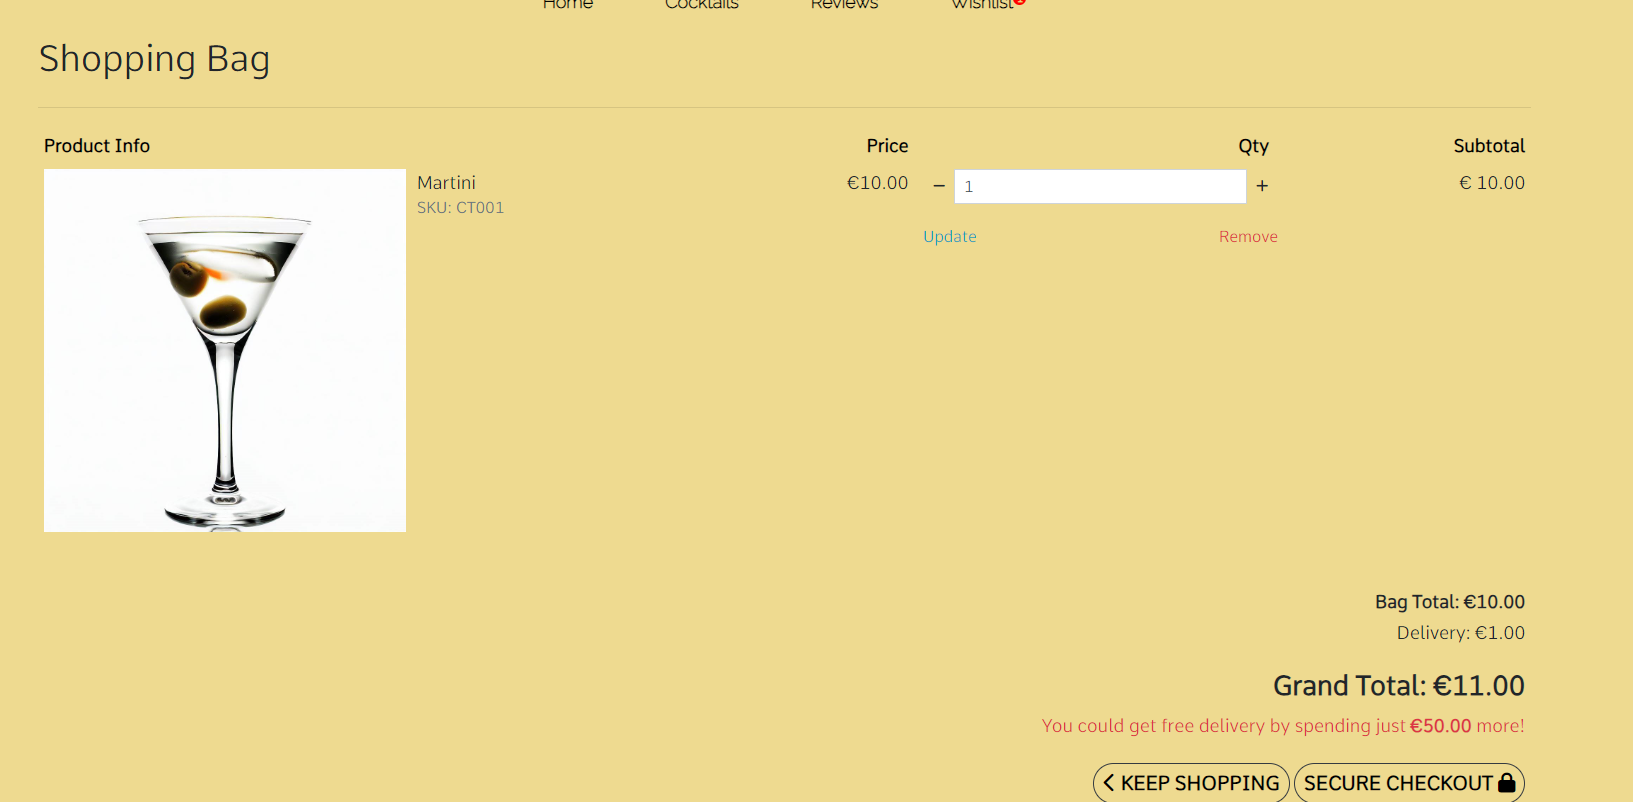 Home Cocktails Reviews Wishlist
Shopping Bag
Product Info Price Qty Subtotal
Martini €10.00 − 1 + € 10.00
SKU: CT001
Update Remove
Bag Total: €10.00
Delivery: €1.00
Grand Total: €11.00
You could get free delivery by spending just €50.00 more!
KEEP SHOPPING SECURE CHECKOUT